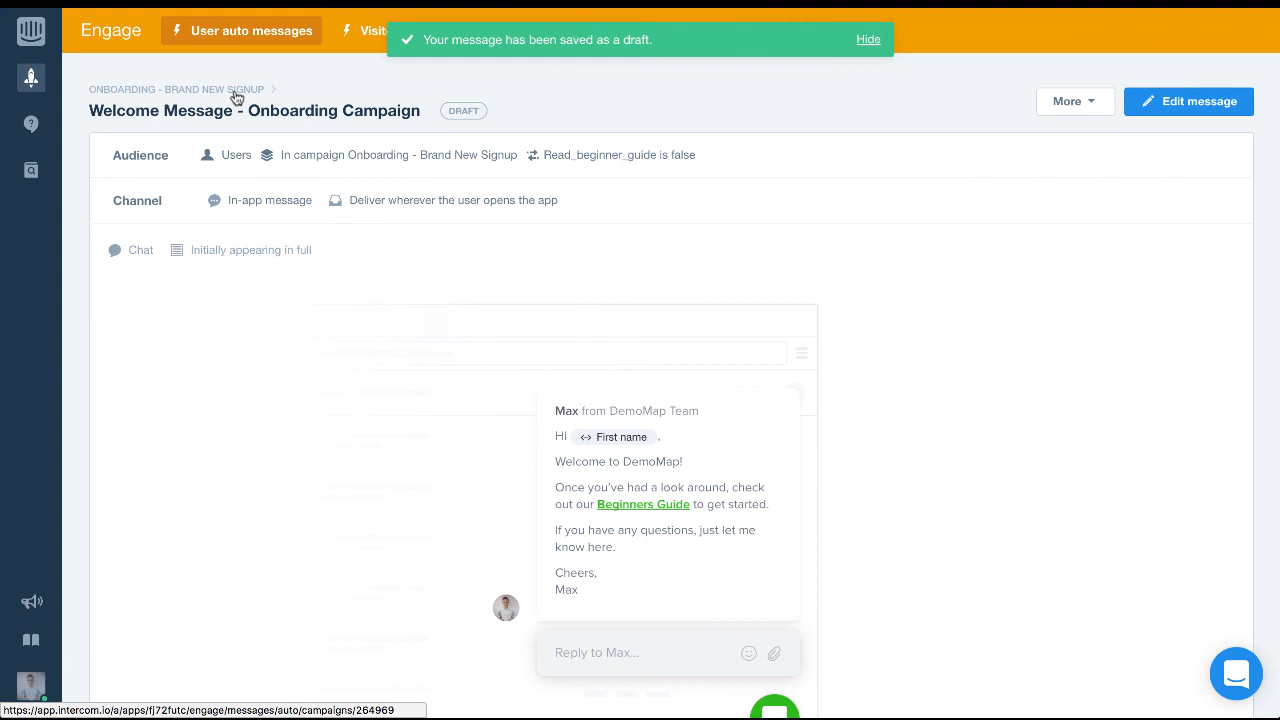 Engage
User auto messages
Visito
Your message has been saved as a draft.
Hide
ONBOARDING - BRAND NEW SIGNUP
Welcome Message - Onboarding Campaign
DRAFT
More
Edit message
Audience
Users
In campaign Onboarding - Brand New Signup
Read_beginner_guide is false
Channel
In-app message
Deliver wherever the user opens the app
Chat
Initially appearing in full
Max from DemoMap Team
Hi First name ,
Welcome to DemoMap!
Once you've had a look around, check
out our Beginners Guide to get started.
If you have any questions, just let me
know here.
Cheers,
Max
Reply to Max...
https://app.intercom.io/a/apps/fj72futc/engage/messages/auto/campaigns/264969